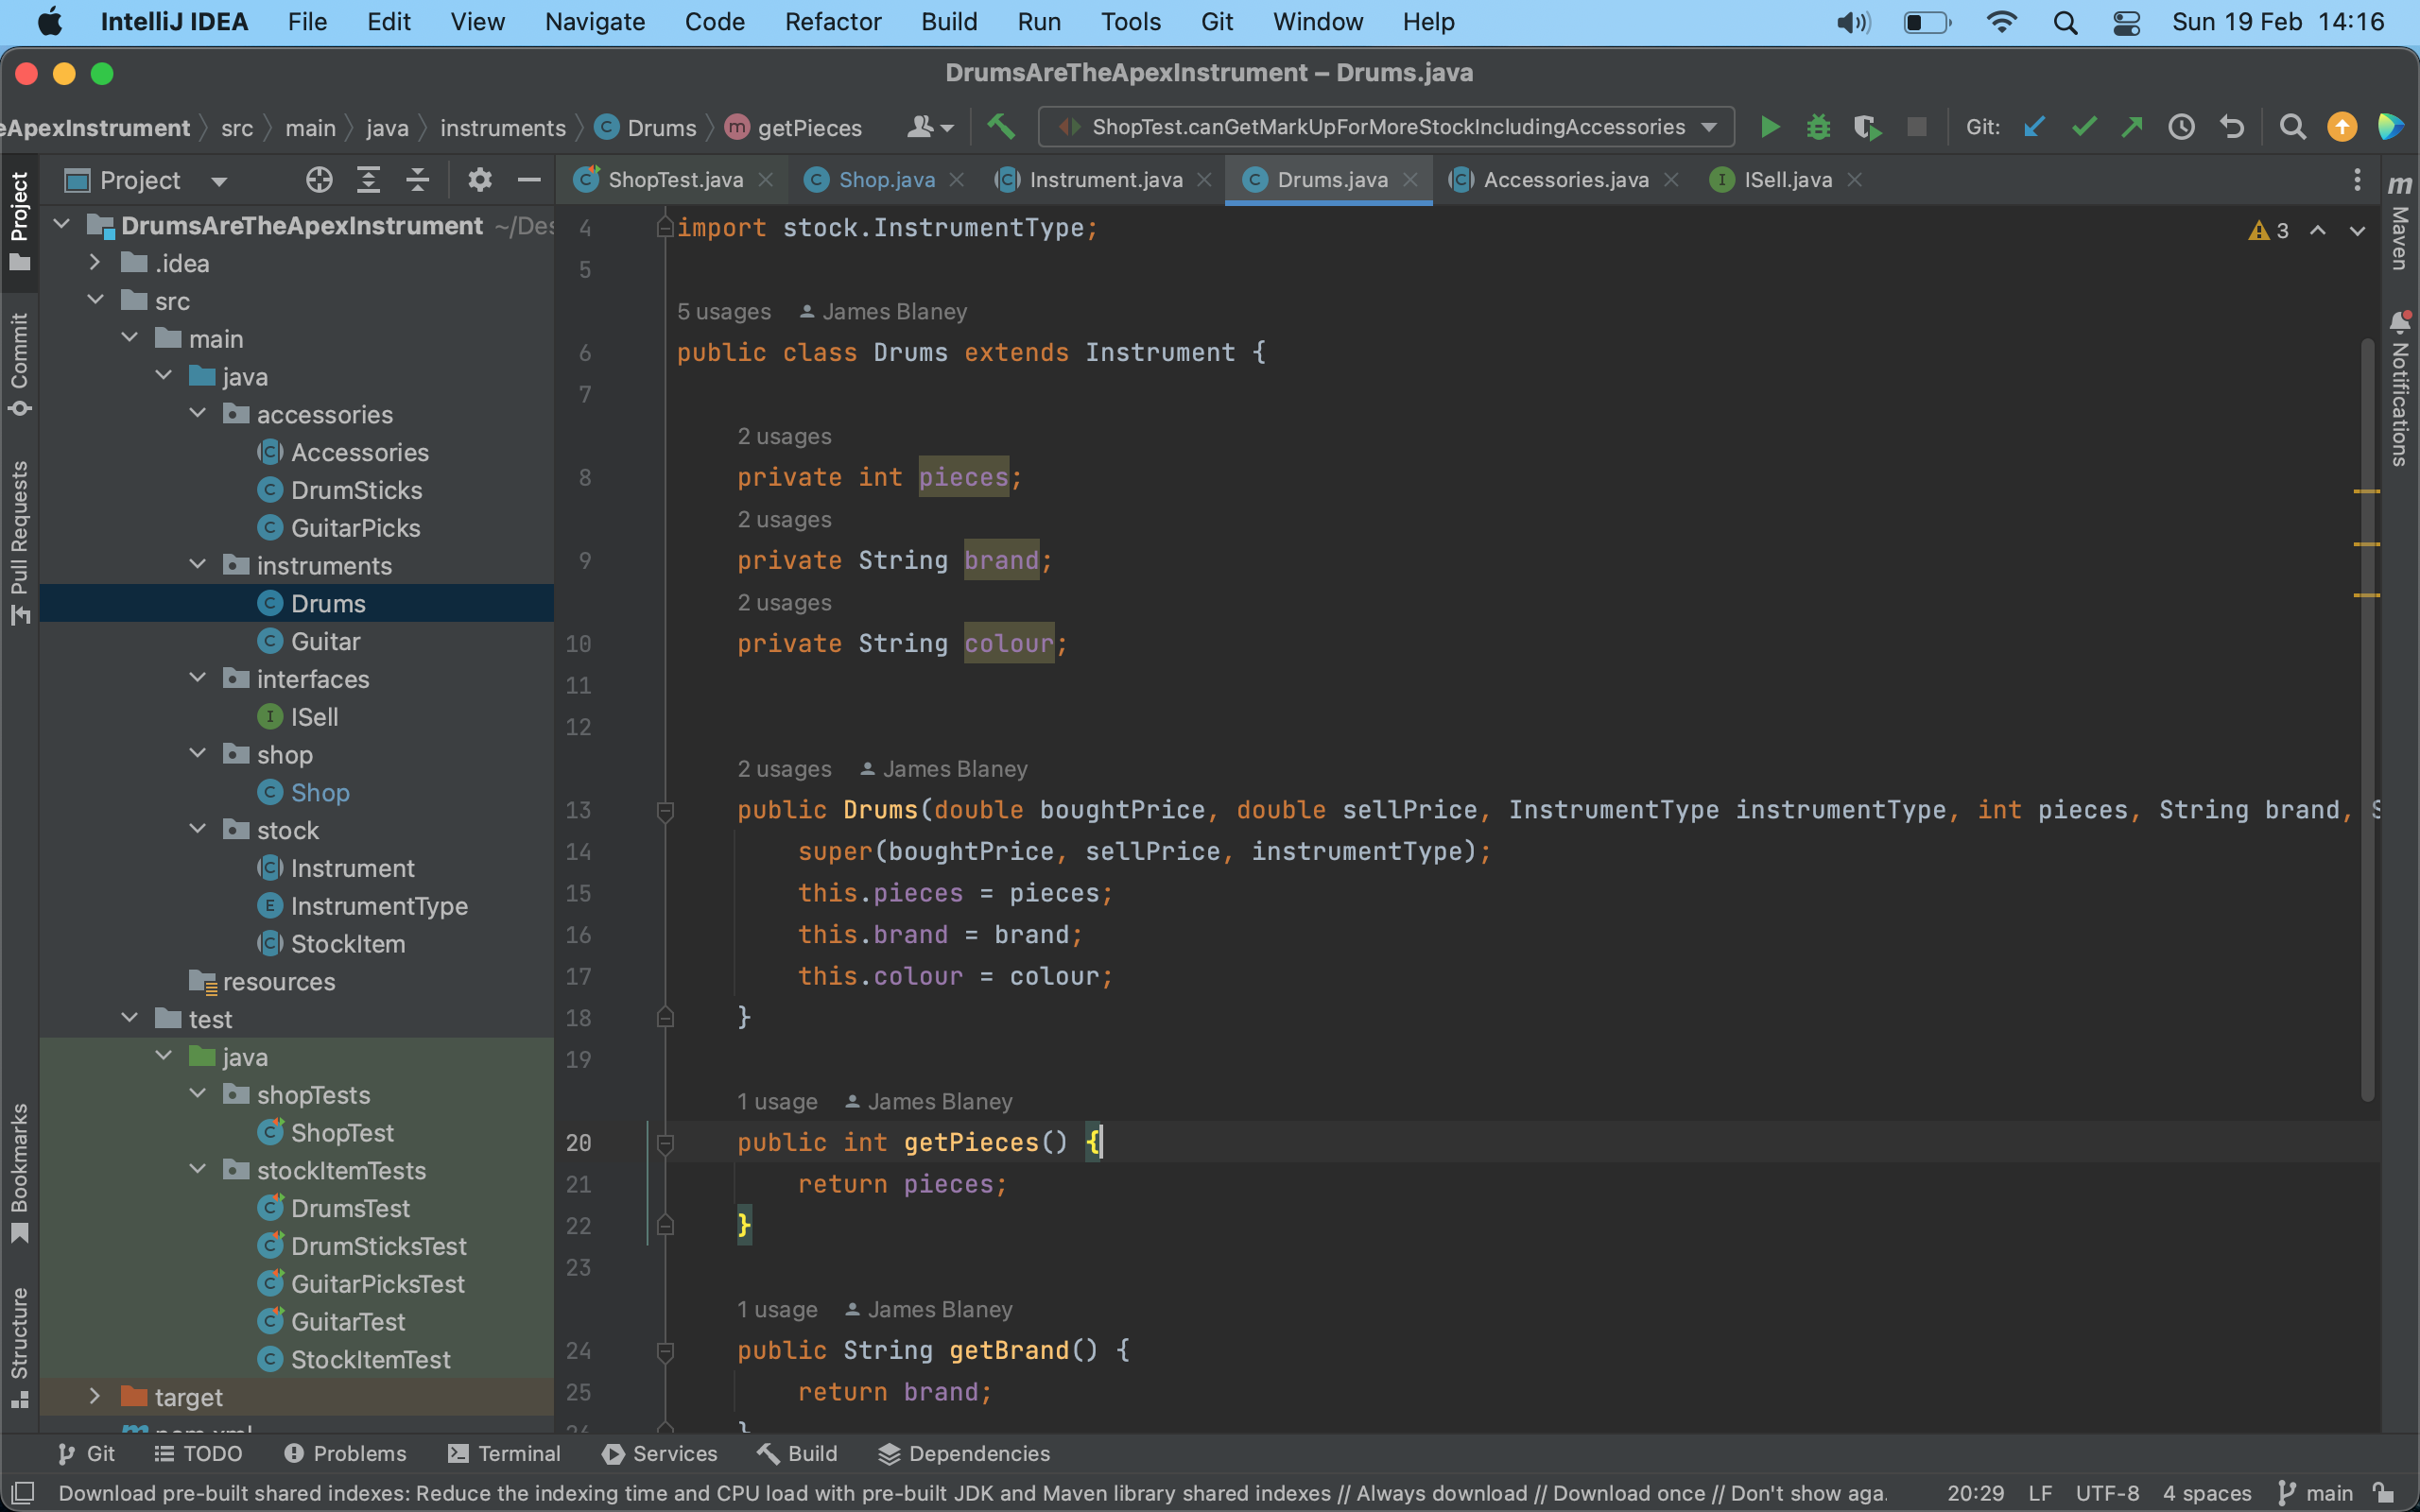 IntelliJ IDEA File Edit View Navigate Code Refactor Build Run Tools Git Window Help Sun 19 Feb 14:16
DrumsAreTheApexInstrument – Drums.java
eApexInstrument src main java instruments Drums getPieces ShopTest.canGetMarkUpForMoreStockIncludingAccessories Git:
Project ShopTest.java Shop.java Instrument.java Drums.java Accessories.java ISell.java
Project
Commit
Pull Requests
Bookmarks
Structure
DrumsAreTheApexInstrument ~/Des
.idea
src
main
java
accessories
Accessories
DrumSticks
GuitarPicks
instruments
Drums
Guitar
interfaces
ISell
shop
Shop
stock
Instrument
InstrumentType
StockItem
resources
test
java
shopTests
ShopTest
stockItemTests
DrumsTest
DrumSticksTest
GuitarPicksTest
GuitarTest
StockItemTest
target
pom.xml
4 import stock.InstrumentType;
3
5
5 usages James Blaney
6 public class Drums extends Instrument {
7
2 usages
8 private int pieces;
2 usages
9 private String brand;
2 usages
10 private String colour;
11
12
2 usages James Blaney
13 public Drums(double boughtPrice, double sellPrice, InstrumentType instrumentType, int pieces, String brand, S
14 super(boughtPrice, sellPrice, instrumentType);
15 this.pieces = pieces;
16 this.brand = brand;
17 this.colour = colour;
18 }
19
1 usage James Blaney
20 public int getPieces() {
21 return pieces;
22 }
23
1 usage James Blaney
24 public String getBrand() {
25 return brand;
26 }
m
Maven
Notifications
Git TODO Problems Terminal Services Build Dependencies
Download pre-built shared indexes: Reduce the indexing time and CPU load with pre-built JDK and Maven library shared indexes // Always download // Download once // Don't show aga.. 20:29 LF UTF-8 4 spaces main